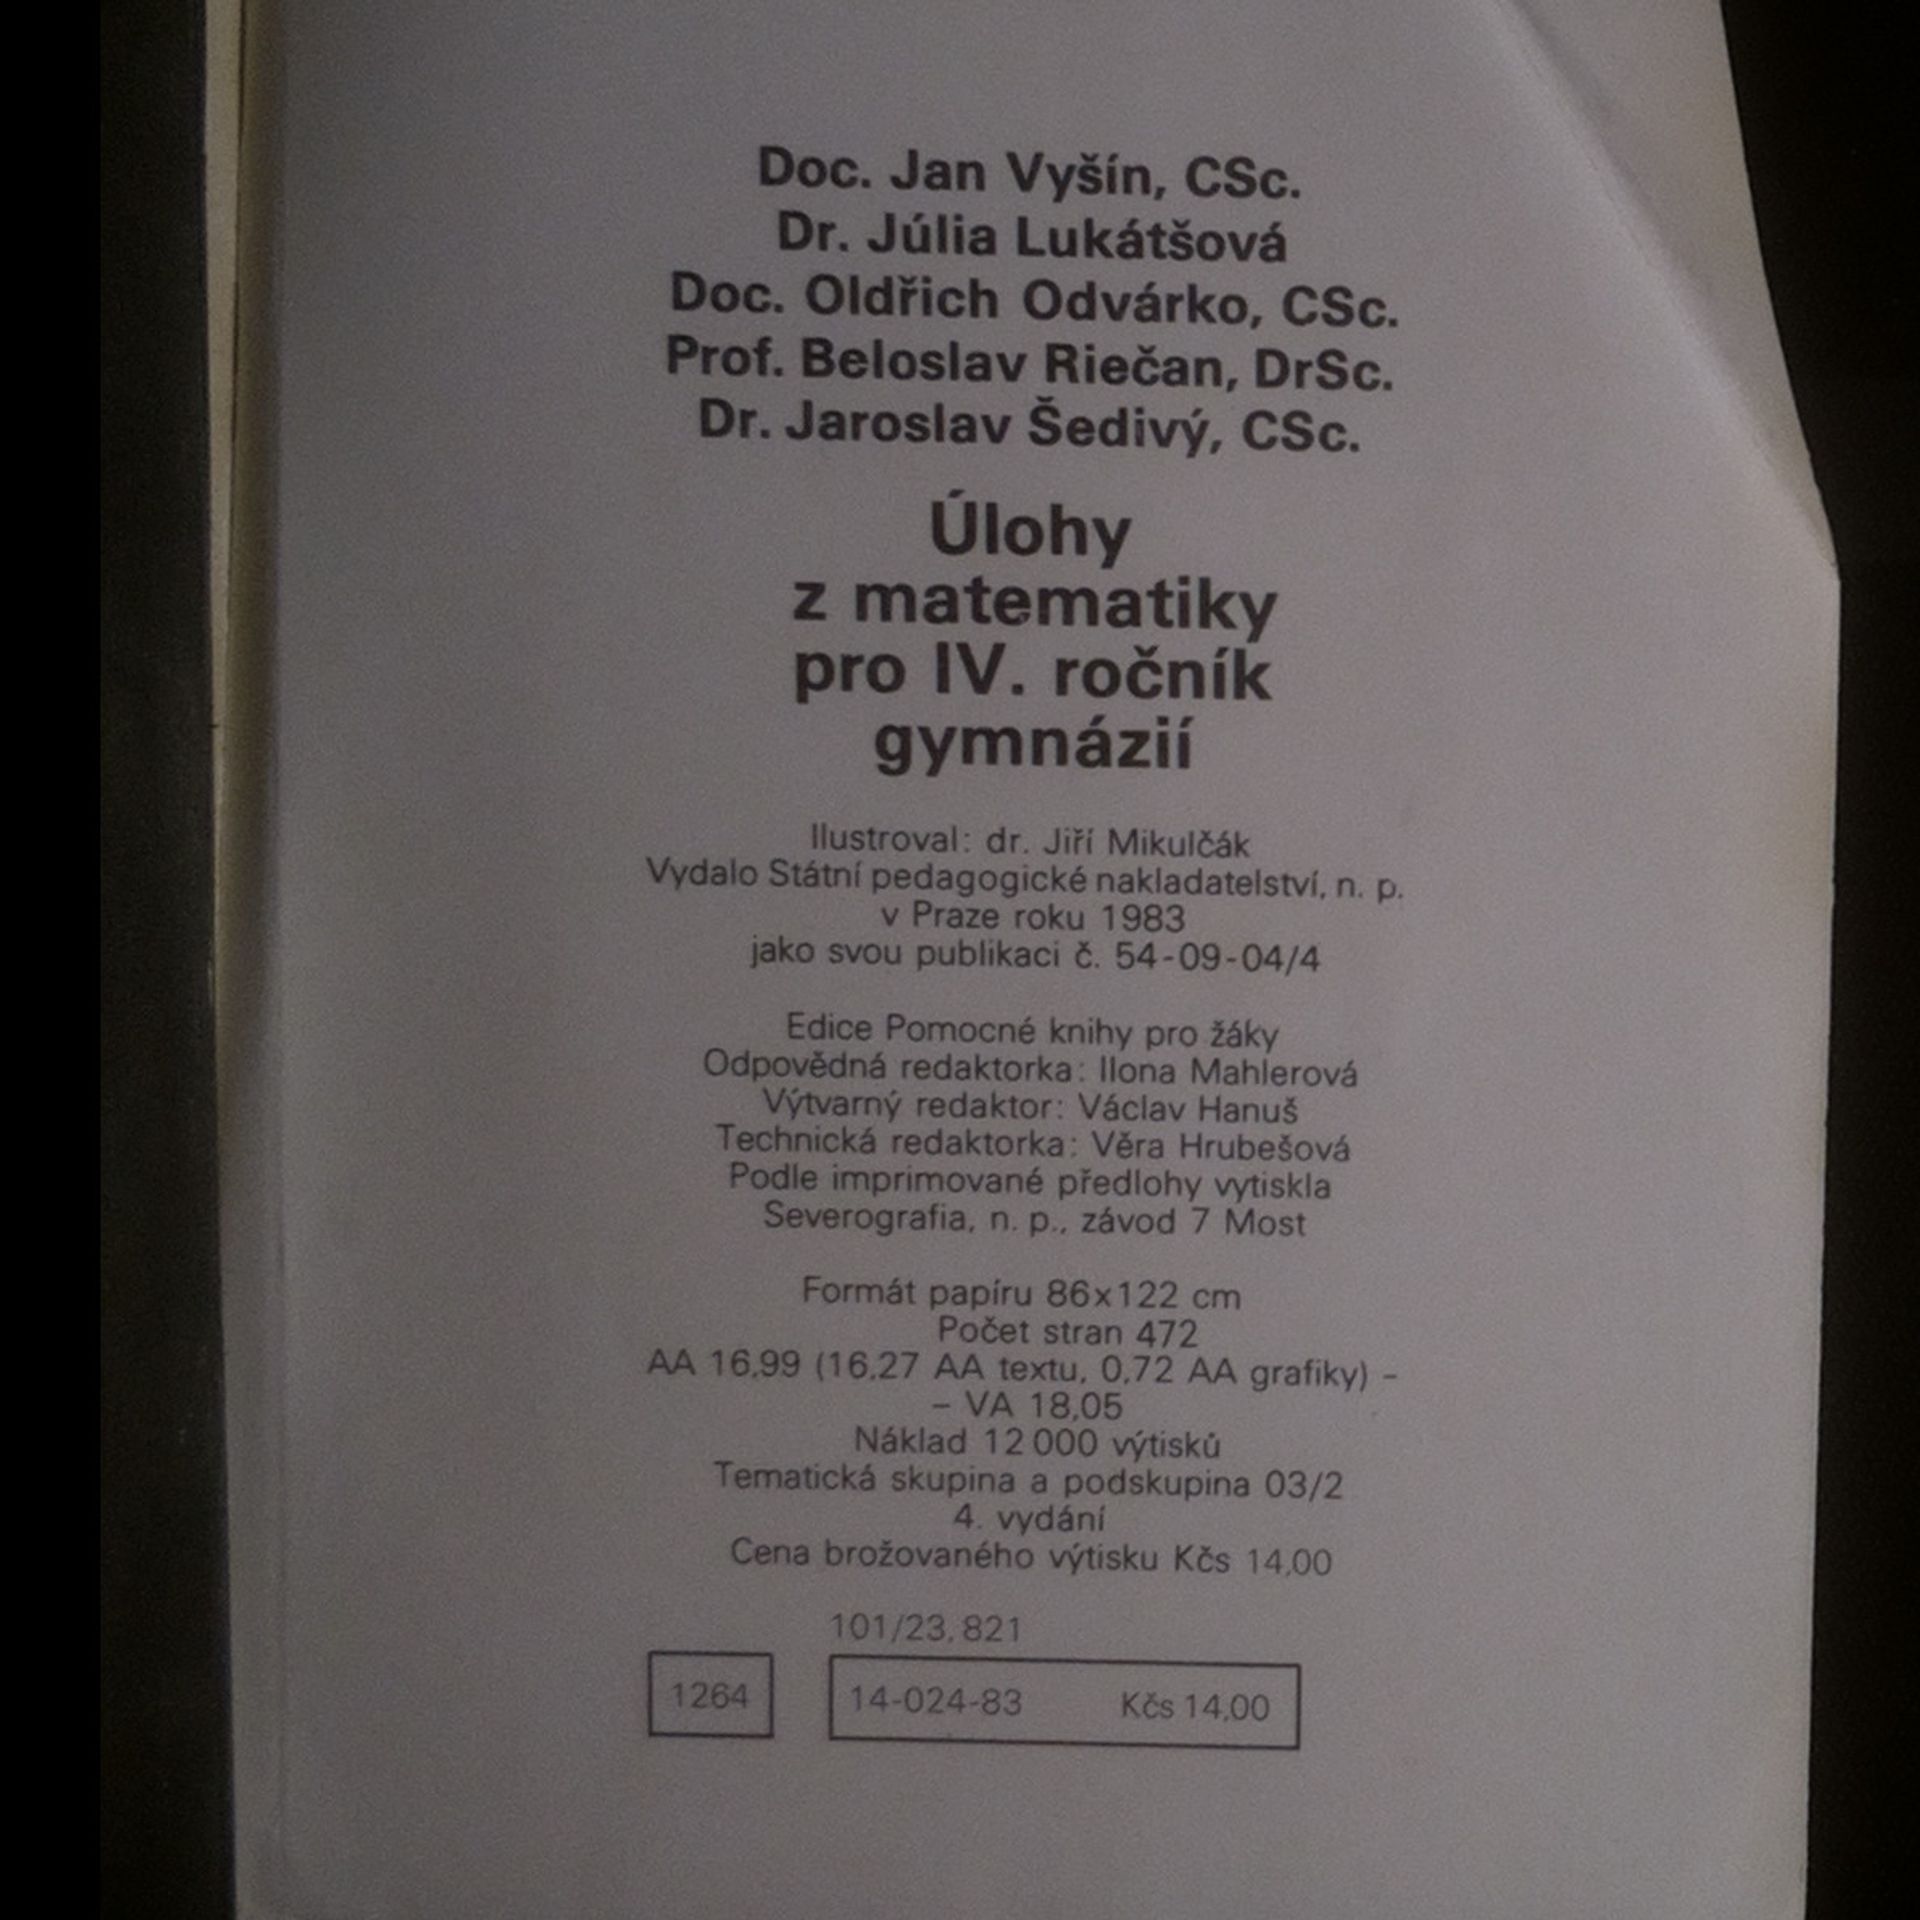 Doc. Jan Vyšín, CSc.
Dr. Júlia Lukátšová
Doc. Oldřich Odvárko, CSc.
Prof. Beloslav Riečan, DrSc.
Dr. Jaroslav Šedivý, CSc.
Úlohy
z matematiky
pro IV. ročník
gymnázií
Ilustroval: dr. Jiří Mikulčák
Vydalo Státní pedagogické nakladatelství, n. p.
v Praze roku 1983
jako svou publikaci č. 54-09-04/4
Edice Pomocné knihy pro žáky
Odpovědná redaktorka: Ilona Mahlerová
Výtvarný redaktor: Václav Hanuš
Technická redaktorka: Věra Hrubešová
Podle imprimované předlohy vytiskla
Severografia, n. p., závod 7 Most
Formát papíru 86x122 cm
Počet stran 472
AA 16,99 (16,27 AA textu, 0,72 AA grafiky) –
– VA 18,05
Náklad 12 000 výtisků
Tematická skupina a podskupina 03/2
4. vydání
Cena brožovaného výtisku Kčs 14,00
101/23, 821
1264
14-024-83 Kčs 14,00